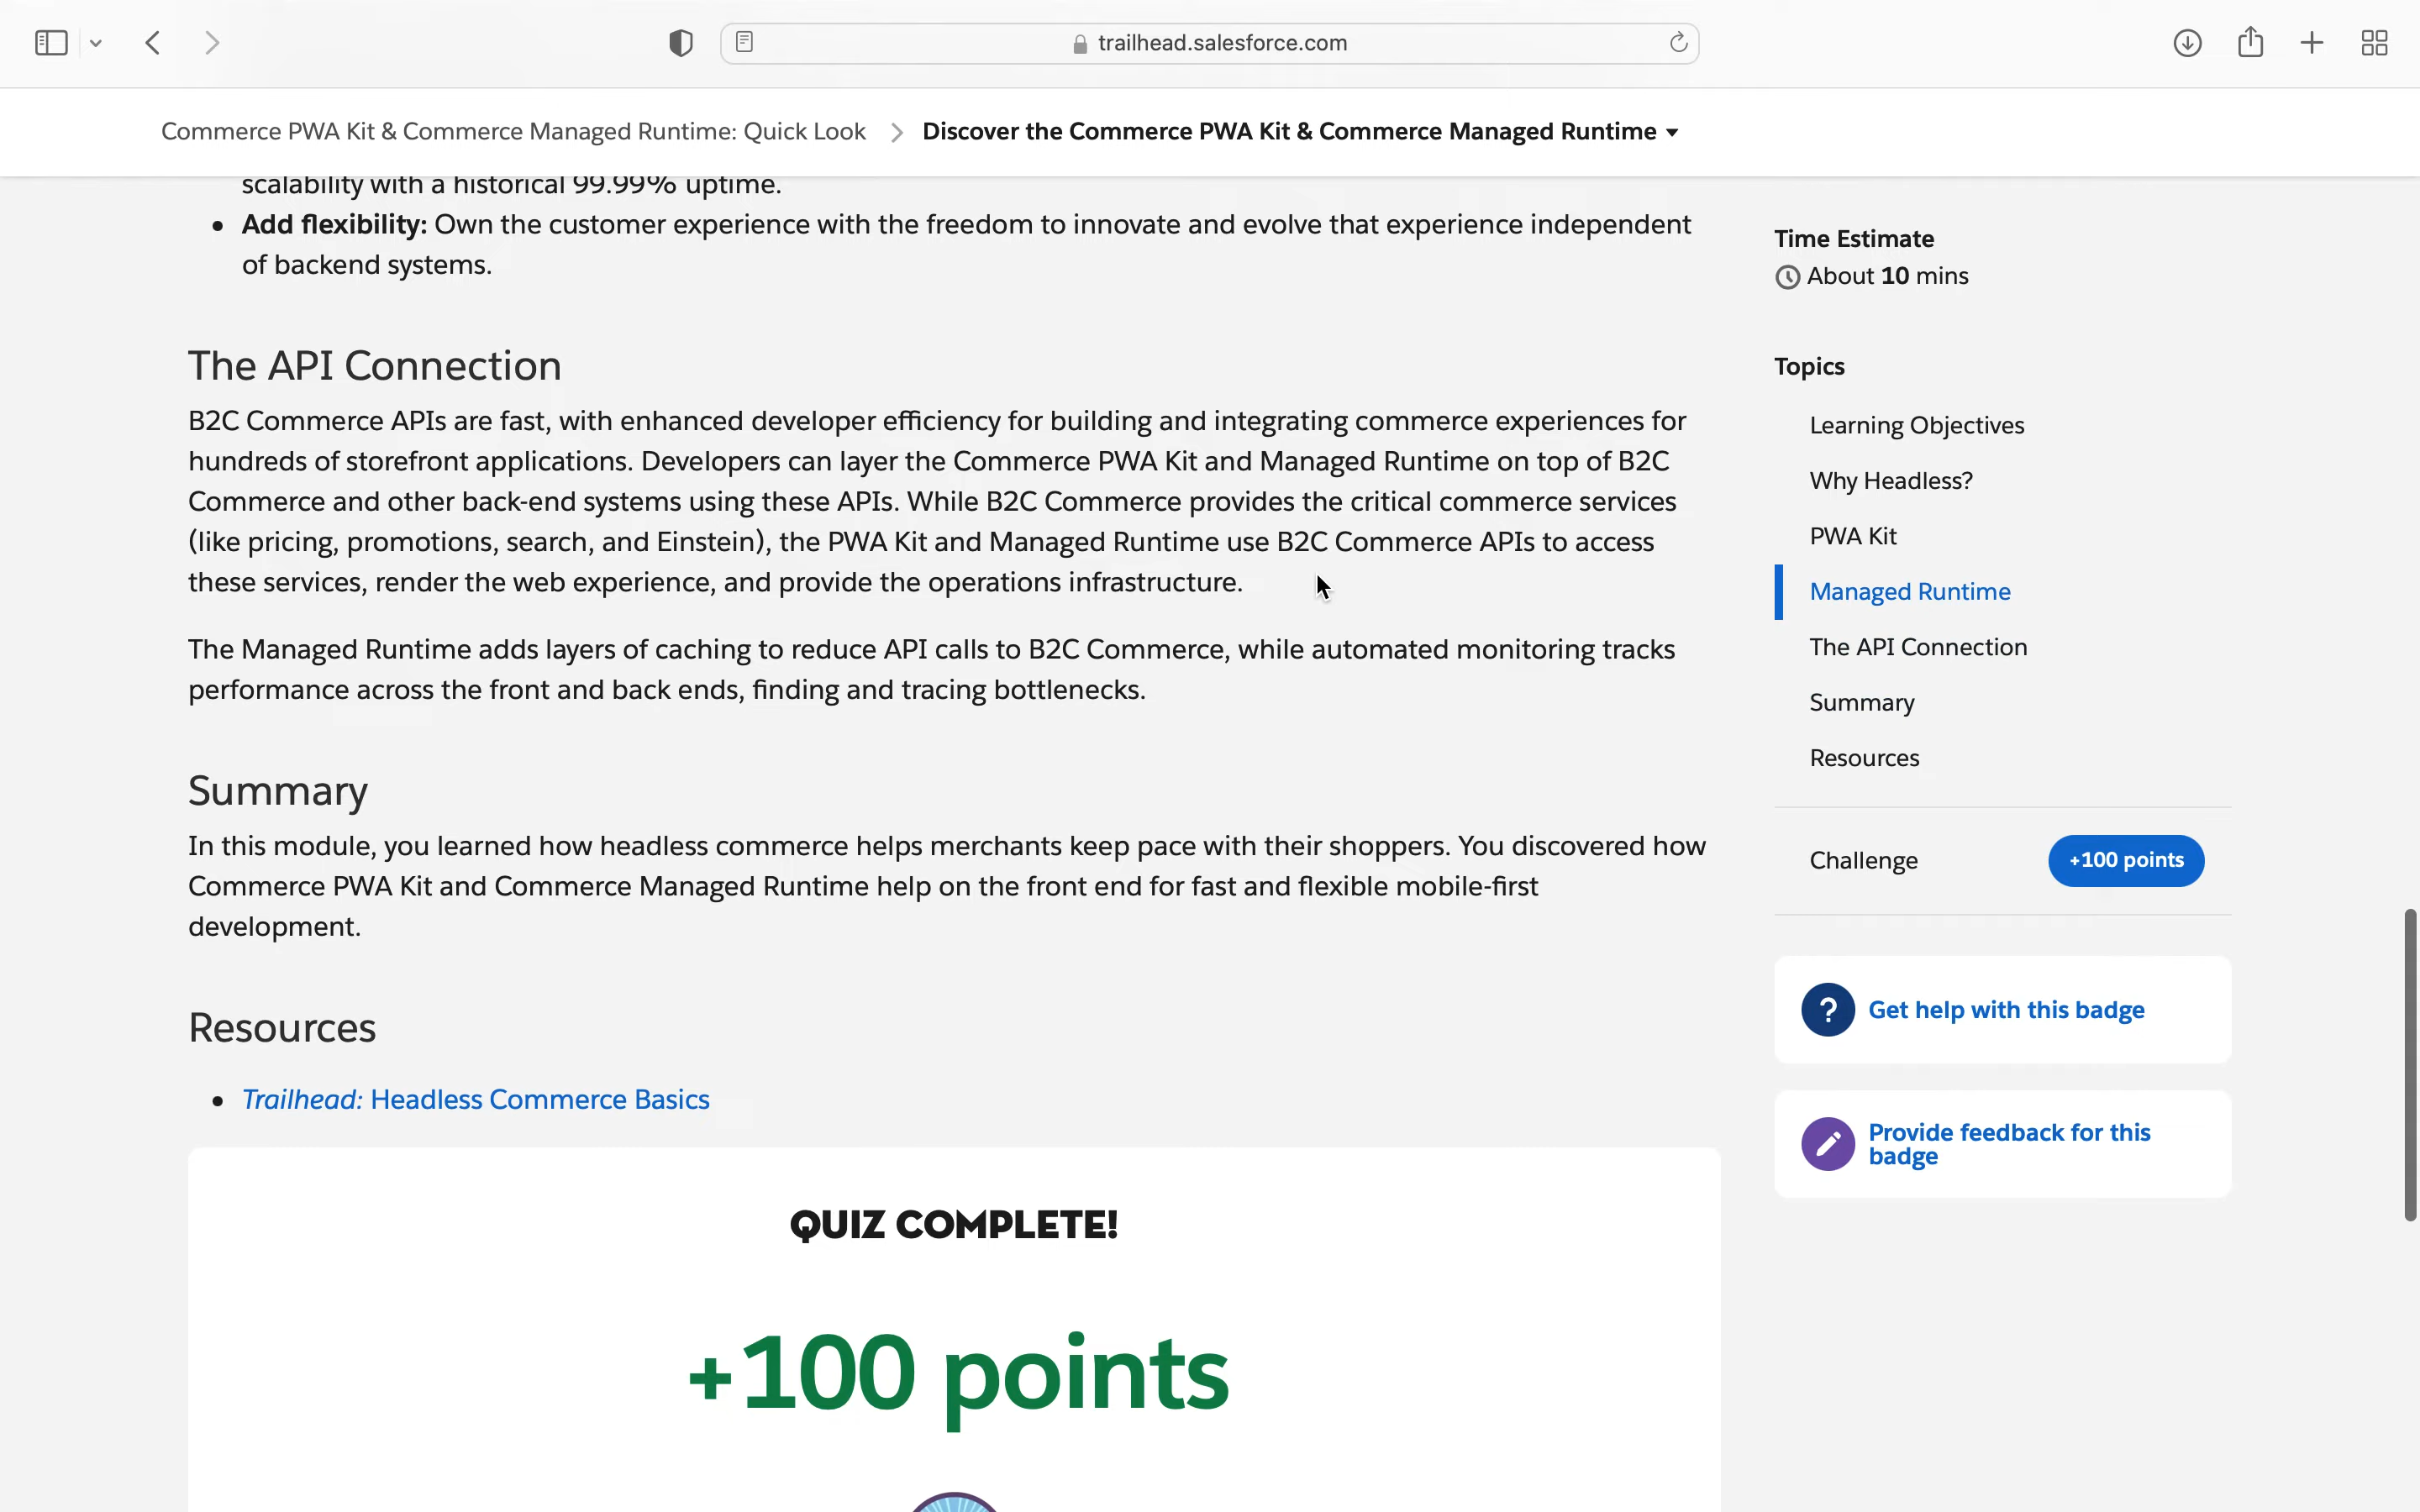 trailhead.salesforce.com
Commerce PWA Kit & Commerce Managed Runtime: Quick Look
Discover the Commerce PWA Kit & Commerce Managed Runtime
scalability with a historical 99.99% uptime.
• Add flexibility: Own the customer experience with the freedom to innovate and evolve that experience independent
of backend systems.
The API Connection
B2C Commerce APIs are fast, with enhanced developer efficiency for building and integrating commerce experiences for
hundreds of storefront applications. Developers can layer the Commerce PWA Kit and Managed Runtime on top of B2C
Commerce and other back-end systems using these APIs. While B2C Commerce provides the critical commerce services
(like pricing, promotions, search, and Einstein), the PWA Kit and Managed Runtime use B2C Commerce APIs to access
these services, render the web experience, and provide the operations infrastructure.
The Managed Runtime adds layers of caching to reduce API calls to B2C Commerce, while automated monitoring tracks
performance across the front and back ends, finding and tracing bottlenecks.
Summary
In this module, you learned how headless commerce helps merchants keep pace with their shoppers. You discovered how
Commerce PWA Kit and Commerce Managed Runtime help on the front end for fast and flexible mobile-first
development.
Resources
• Trailhead: Headless Commerce Basics
QUIZ COMPLETE!
+100 points
Time Estimate
About 10 mins
Topics
Learning Objectives
Why Headless?
PWA Kit
Managed Runtime
The API Connection
Summary
Resources
Challenge
+100 points
? Get help with this badge
Provide feedback for this
badge